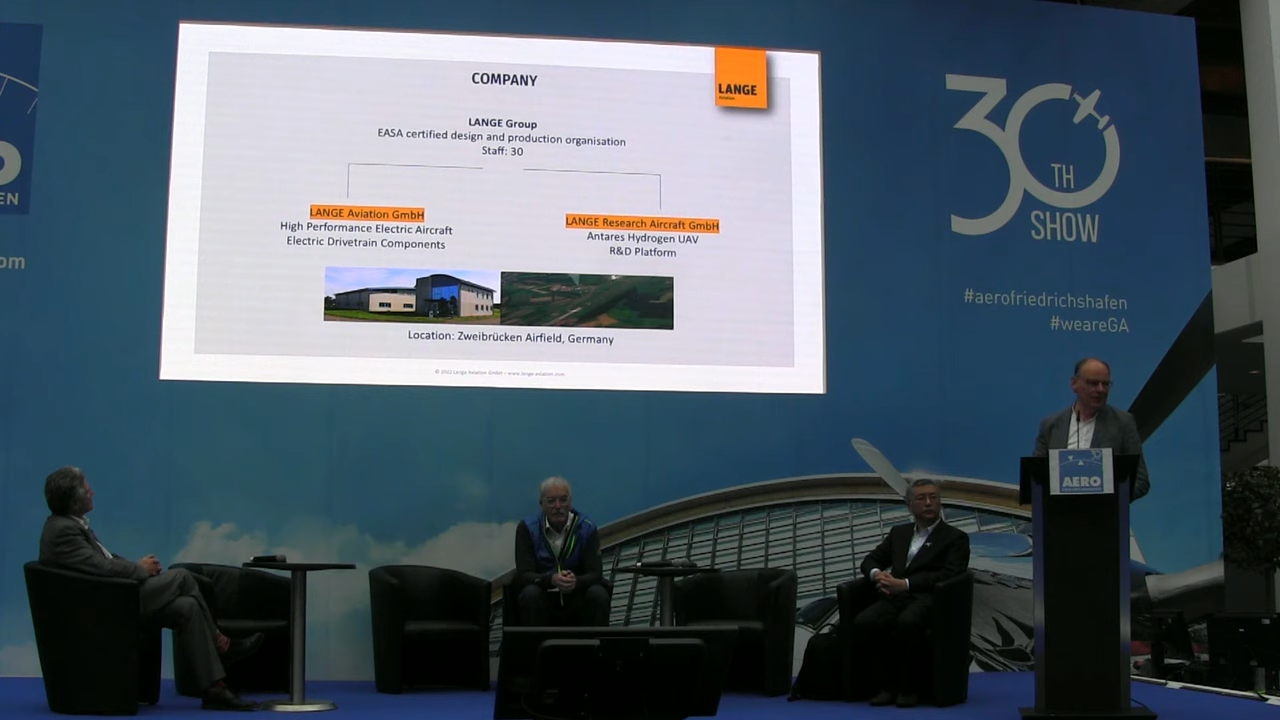 COMPANY
LANGE
Aviation
LANGE Group
EASA certified design and production organisation
Staff: 30
LANGE Aviation GmbH
High Performance Electric Aircraft
Electric Drivetrain Components
LANGE Research Aircraft GmbH
Antares Hydrogen UAV
R&D Platform
Location: Zweibrücken Airfield, Germany
30
TH
SHOW
#aerofriedrichshafen
#weareGA
O
EN
om
AERO